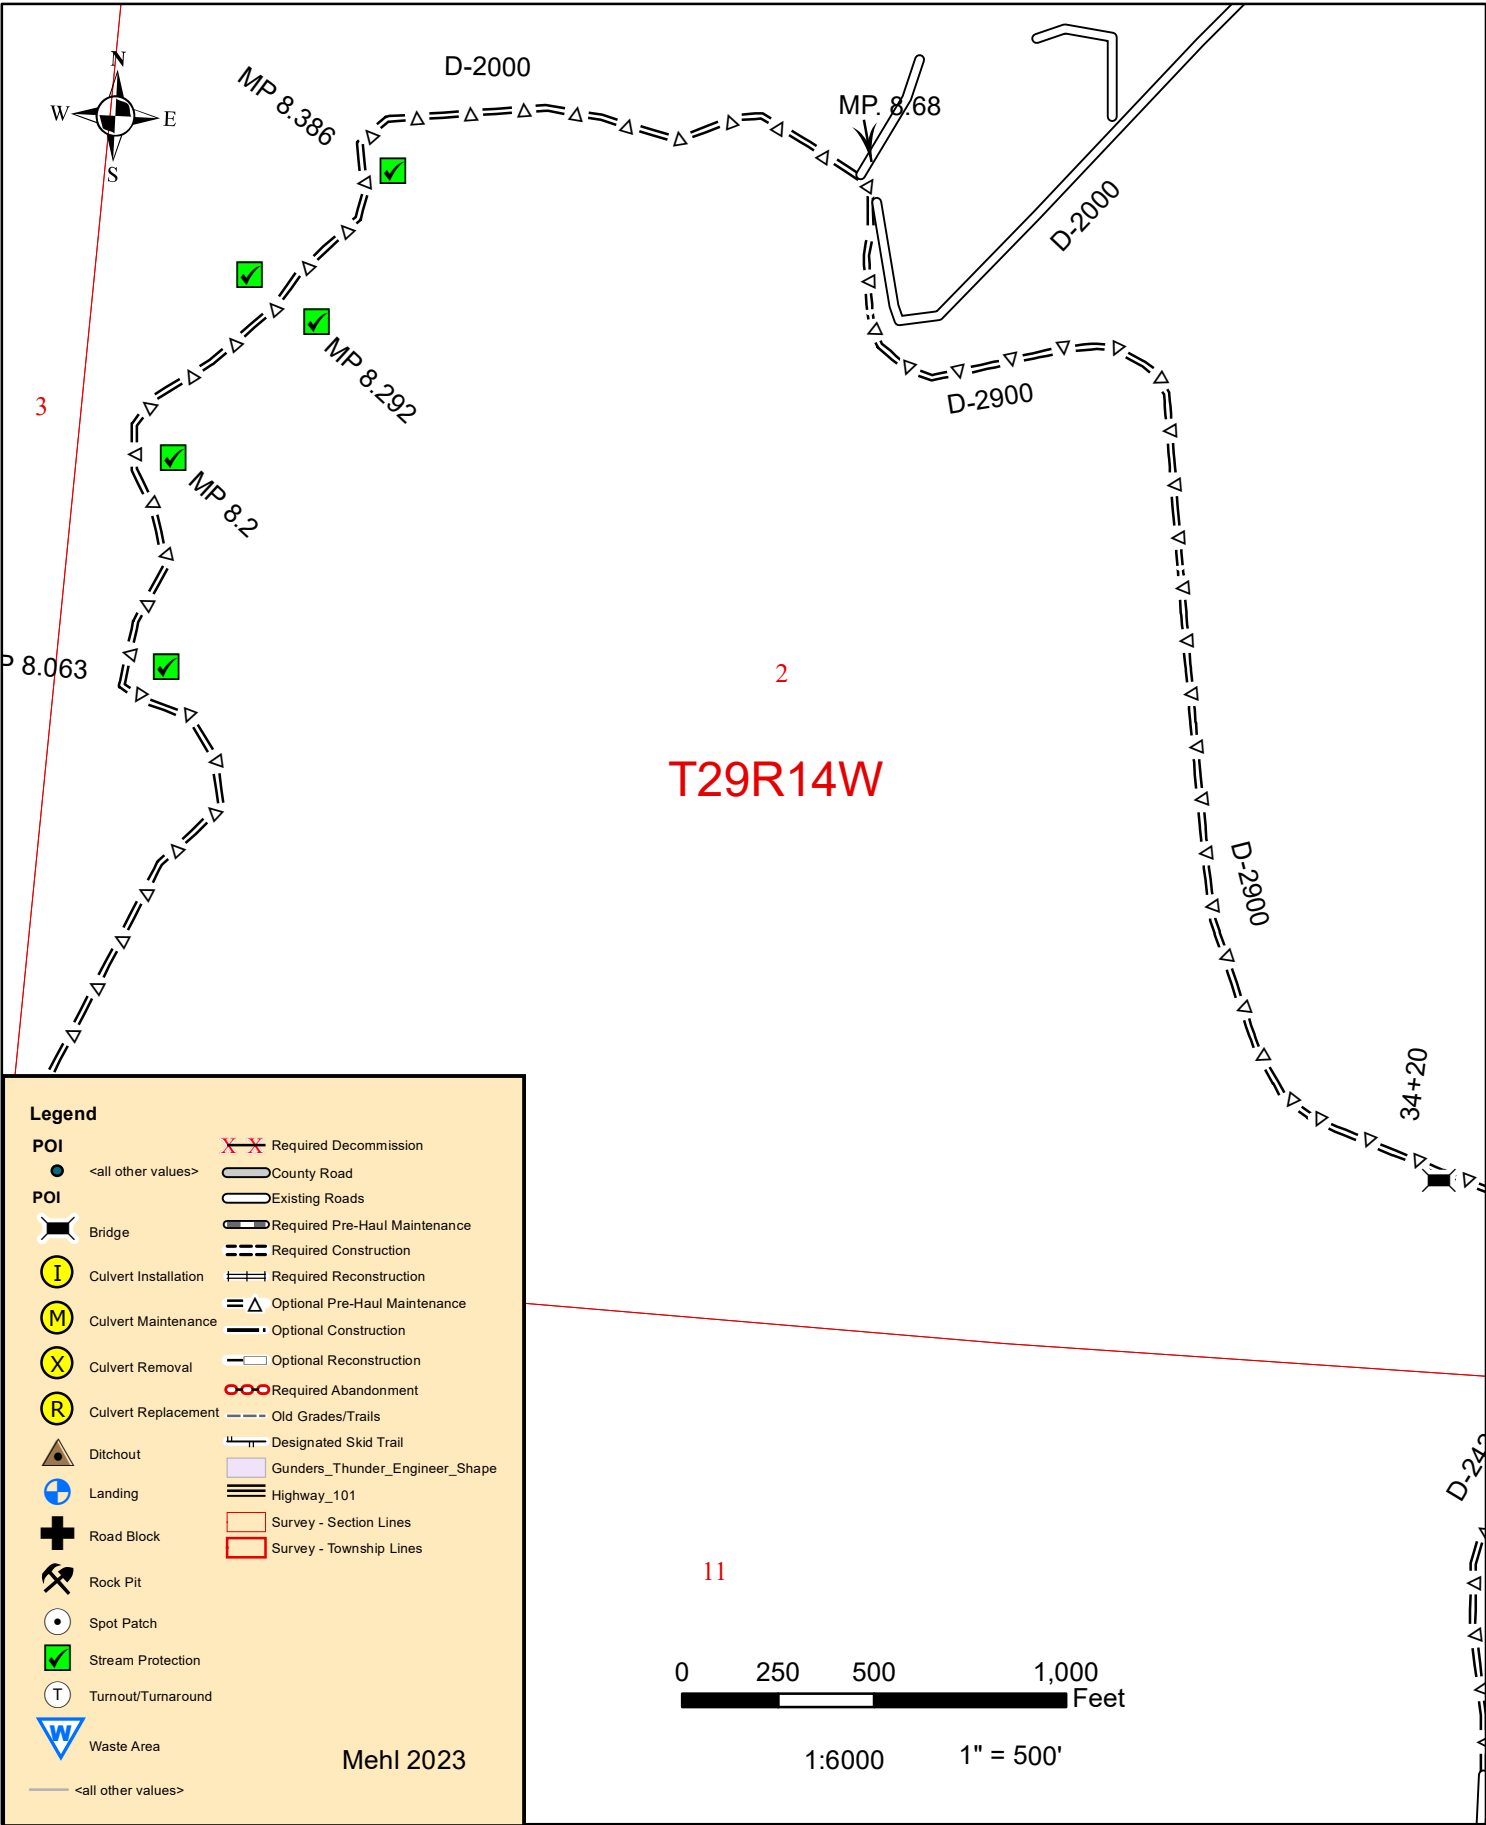 N
W
E
S
D-2000
MP 8.386
MP. 8.68
D-2000
MP 8.292
D-2900
3
MP 8.2
P 8.063
2
T29R14W
D-2900
34+20
Legend
POI
<all other values>
POI
Bridge
I
Culvert Installation
M
Culvert Maintenance
X
Culvert Removal
R
Culvert Replacement
Ditchout
Landing
Road Block
Rock Pit
Spot Patch
Stream Protection
T
Turnout/Turnaround
W
Waste Area
<all other values>
X X
Required Decommission
County Road
Existing Roads
Required Pre-Haul Maintenance
Required Construction
Required Reconstruction
Optional Pre-Haul Maintenance
Optional Construction
Optional Reconstruction
Required Abandonment
Old Grades/Trails
Designated Skid Trail
Gunders_Thunder_Engineer_Shape
Highway_101
Survey - Section Lines
Survey - Township Lines
Mehl 2023
D-242
11
0 250 500 1,000
Feet
1:6000 1" = 500'